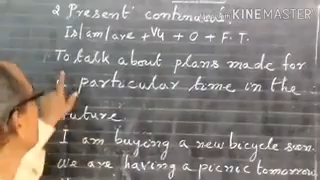 2 Present continuous.
Is/am/are + V4 + O + F.T.
To talk about plans made for
particular time in the
future
I am buying a new bicycle soon.
We are having a picnic tomorrow
KINEMASTER